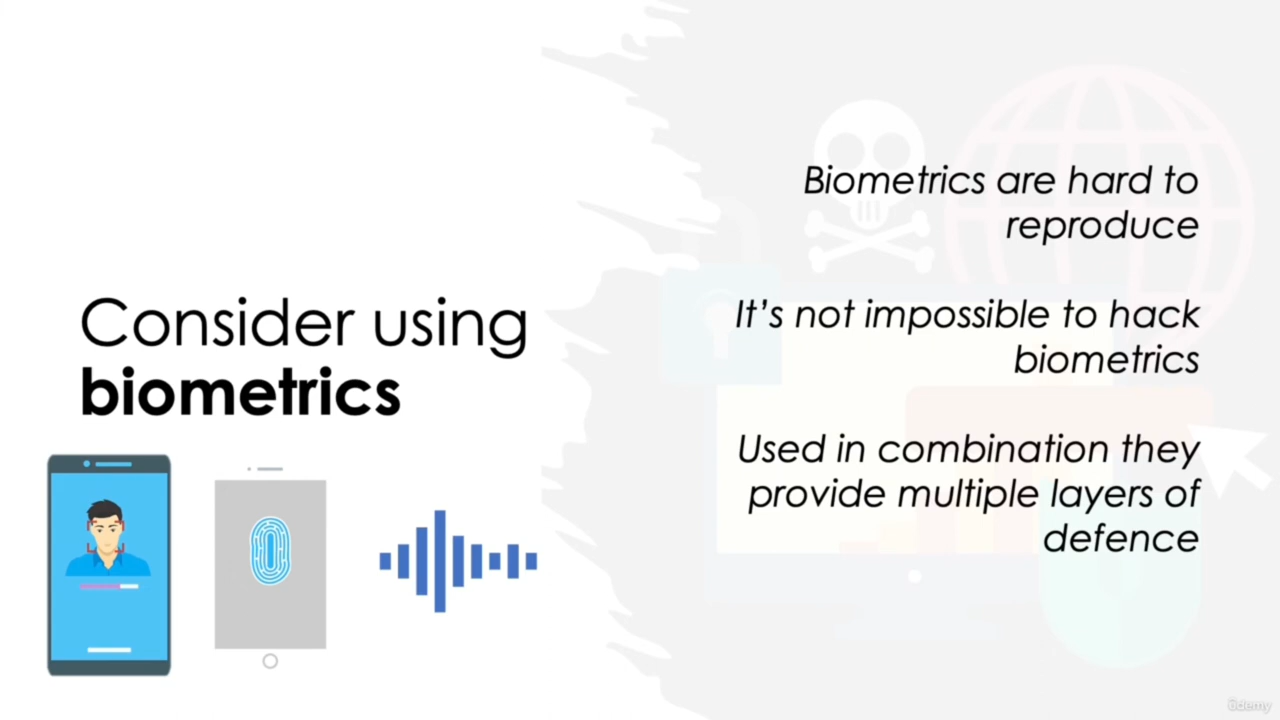 Consider using
biometrics
Biometrics are hard to
reproduce
It's not impossible to hack
biometrics
Used in combination they
provide multiple layers of
defence
ûdemy